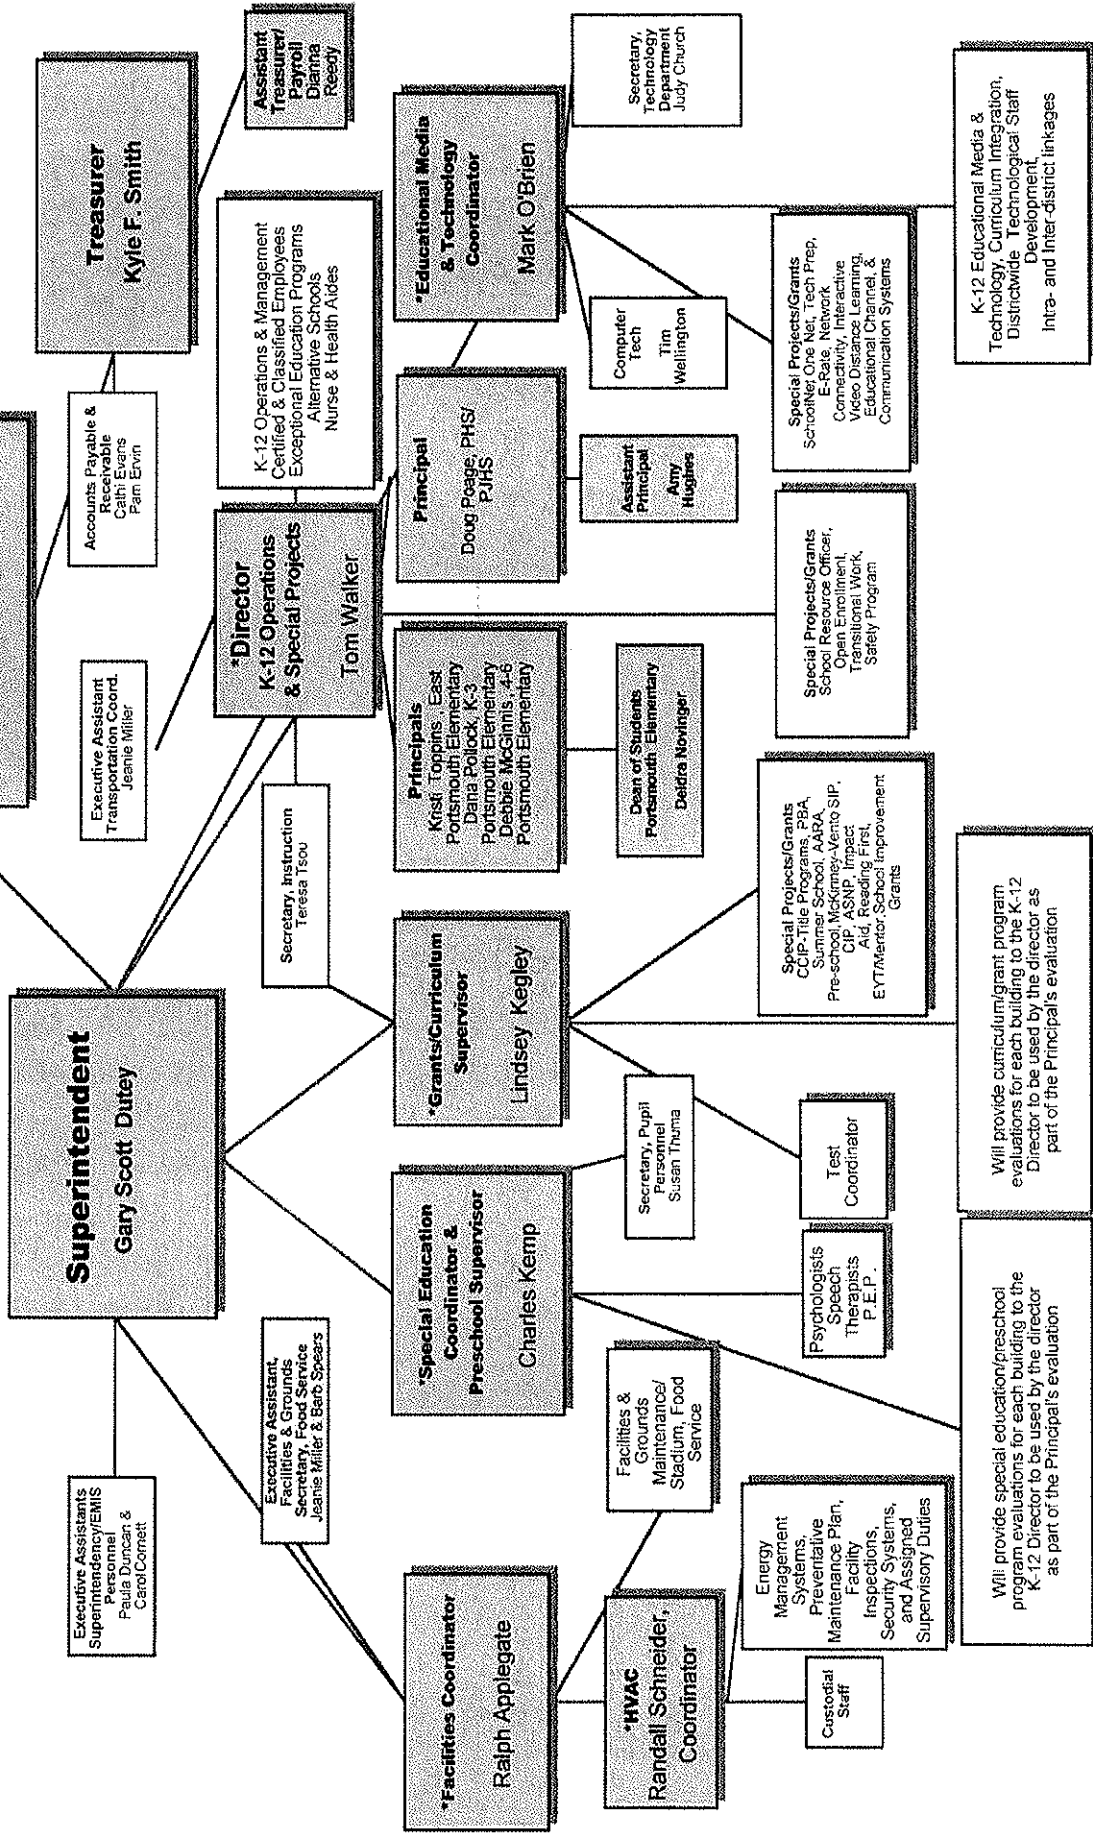 Superintendent
Gary Scott Dutey
Treasurer
Kyle F. Smith
Executive Assistants
Superintendency/EMIS
Personnel
Paula Duncan &
Carol Cornett
Executive Assistant
Transportation Coord.
Jeanie Miller
Accounts Payable &
Receivable
Cathi Evans
Pam Ervin
Assistant
Treasurer/
Payroll
Dianna
Reedy
Executive Assistant,
Facilities & Grounds
Secretary, Food Service
Jeanie Miller & Barb Spears
Secretary, Instruction
Teresa Tsou
*Director
K-12 Operations
& Special Projects
Tom Walker
K-12 Operations & Management
Certified & Classified Employees
Exceptional Education Programs
Alternative Schools
Nurse & Health Aides
*Facilities Coordinator
Ralph Applegate
*Special Education
Coordinator &
Preschool Supervisor
Charles Kemp
*Grants/Curriculum
Supervisor
Lindsey Kegley
Principals
Kristi Toppins , East
Portsmouth Elementary
Dana Pollock, K-3
Portsmouth Elementary
Debbie McGinnis , 4-6
Portsmouth Elementary
Principal
Doug Poage, PHS/
PJHS
*Educational Media
& Technology
Coordinator
Mark O'Brien
*HVAC
Randall Schneider,
Coordinator
Facilities &
Grounds
Maintenance/
Stadium, Food
Service
Secretary, Pupil
Personnel
Susan Thuma
Dean of Students
Portsmouth Elementary
Deidra Novinger
Assistant
Principal
Amy
Hughes
Computer
Tech
Tim
Wellington
Secretary,
Technology
Department
Judy Church
Custodial
Staff
Energy
Management
Systems,
Preventative
Maintenance Plan,
Facility
Inspections,
Security Systems,
and Assigned
Supervisory Duties
Psychologists
Speech
Therapists
P.E.P.
Test
Coordinator
Special Projects/Grants
CCIP-Title Programs, PBA,
Summer School, AARA,
Pre-school,McKinney-Vento SIP,
CIP, ASNP, Impact
Aid, Reading First,
EYT/Mentor,School Improvement
Grants
Special Projects/Grants
School Resource Officer,
Open Enrollment,
Transitional Work,
Safety Program
Special Projects/Grants
SchoolNet One Net, Tech Prep,
E-Rate, Network
Connectivity, Interactive
Video Distance Learning,
Educational Channel, &
Communication Systems
Will provide special education/preschool
program evaluations for each building to the
K-12 Director to be used by the director
as part of the Principal's evaluation
Will provide curriculum/grant program
evaluations for each building to the K-12
Director to be used by the director as
part of the Principal's evaluation
K-12 Educational Media &
Technology, Curriculum Integration,
Districtwide Technological Staff
Development,
Intra- and Inter-district linkages